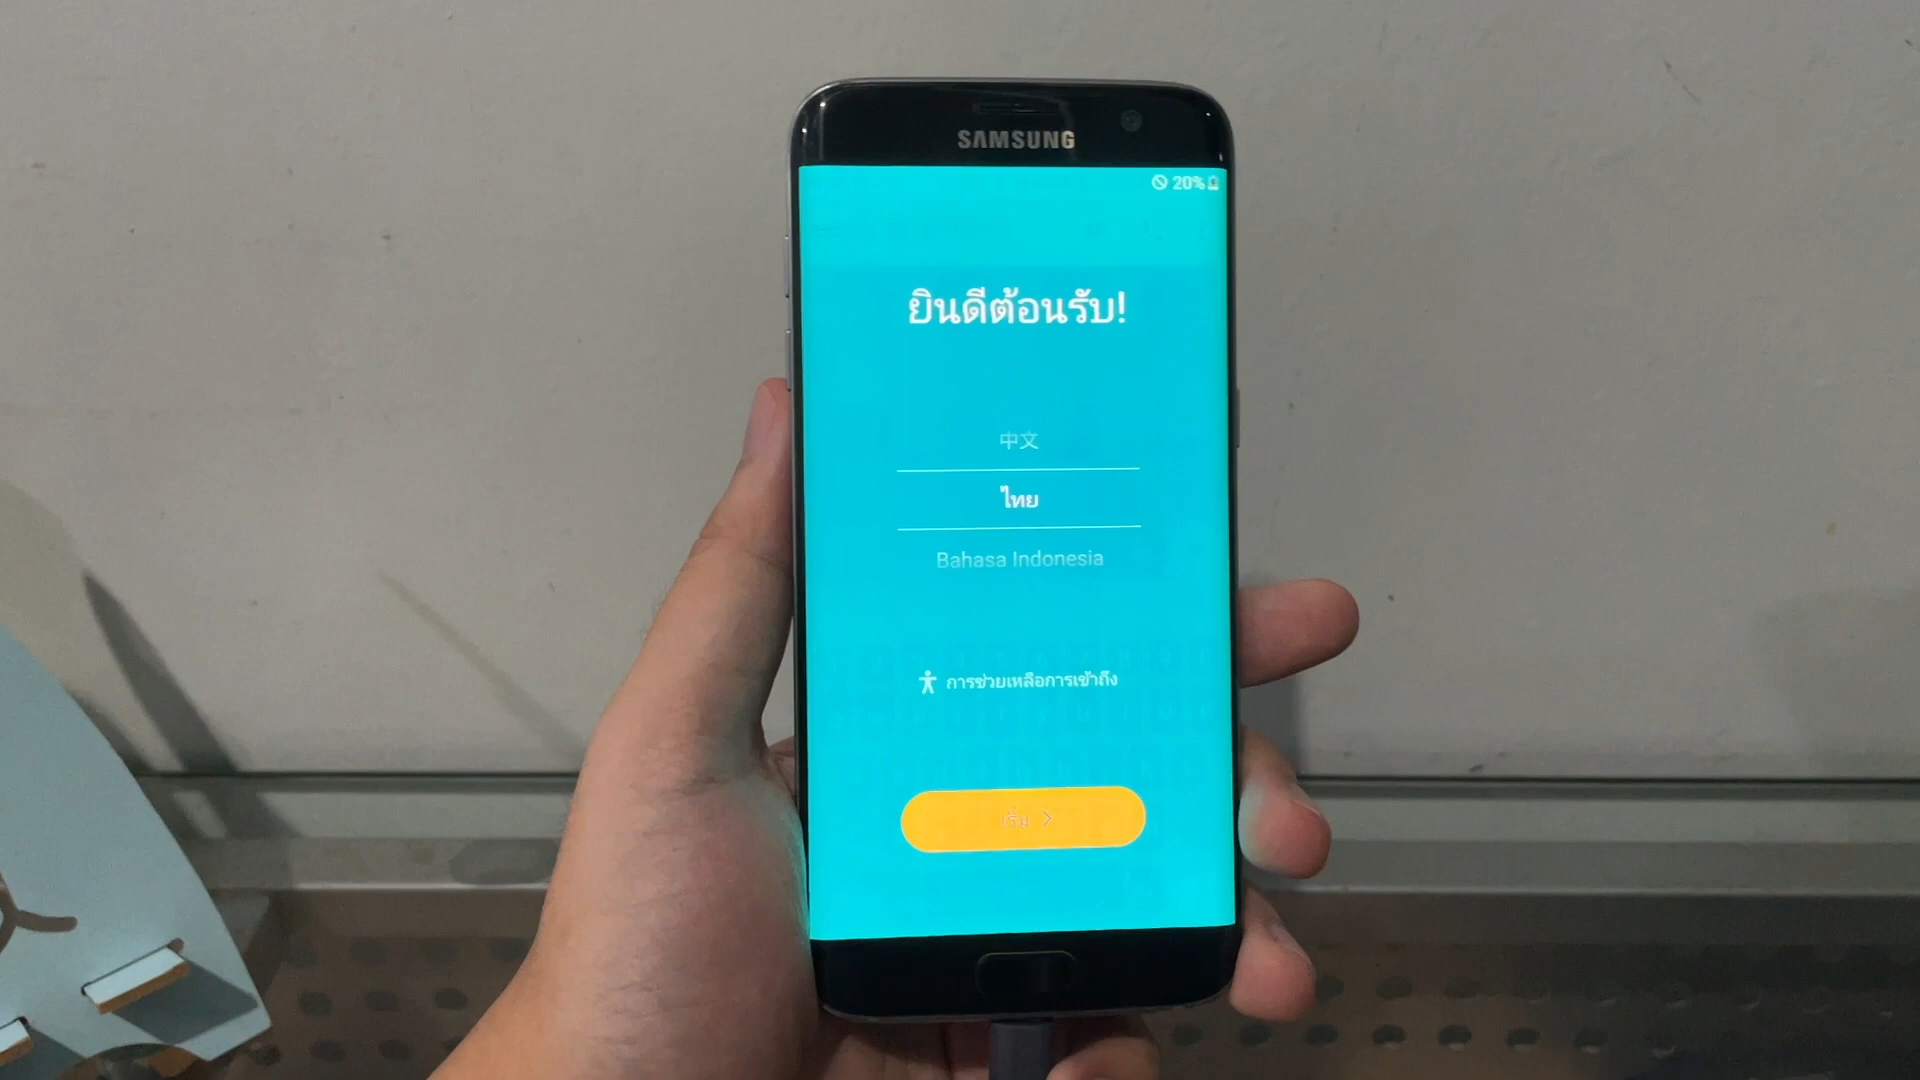 SAMSUNG
20%
ยินดีต้อนรับ!
中文
ไทย
Bahasa Indonesia
การช่วยเหลือการเข้าถึง
เริ่ม >